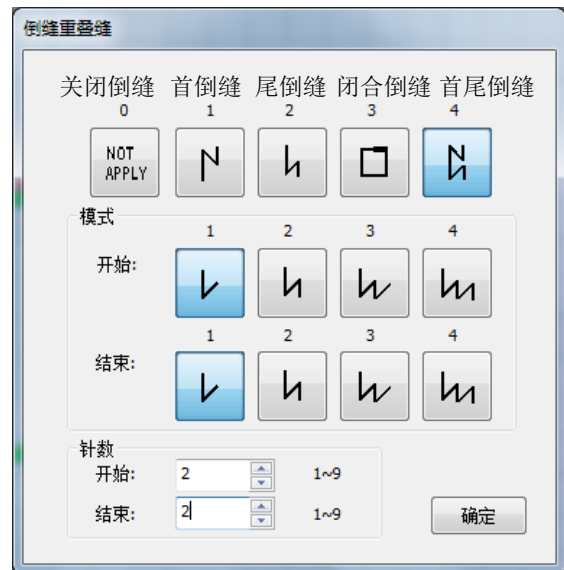 倒缝重叠缝
关闭倒缝 首倒缝 尾倒缝 闭合倒缝 首尾倒缝
0 1 2 3 4
NOT
APPLY
模式
1 2 3 4
开始:
1 2 3 4
结束:
针数
开始: 2 1~9
结束: 2 1~9
确定